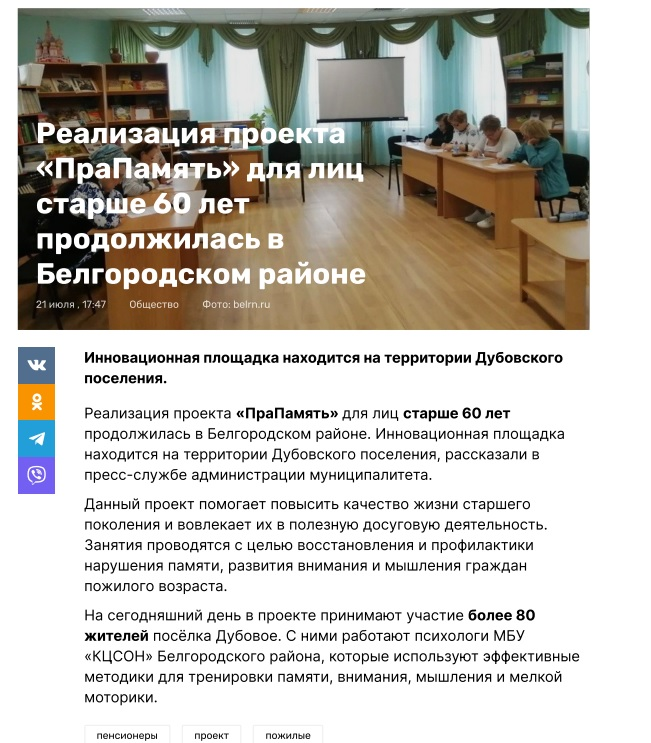 Реализация проекта
«ПраПамять» для лиц
старше 60 лет
продолжилась в
Белгородском районе
21 июля , 17:47 Общество Фото: belrn.ru
Инновационная площадка находится на территории Дубовского
поселения.
Реализация проекта «ПраПамять» для лиц старше 60 лет
продолжилась в Белгородском районе. Инновационная площадка
находится на территории Дубовского поселения, рассказали в
пресс-службе администрации муниципалитета.
Данный проект помогает повысить качество жизни старшего
поколения и вовлекает их в полезную досуговую деятельность.
Занятия проводятся с целью восстановления и профилактики
нарушения памяти, развития внимания и мышления граждан
пожилого возраста.
На сегодняшний день в проекте принимают участие более 80
жителей посёлка Дубовое. С ними работают психологи МБУ
«КЦСОН» Белгородского района, которые используют эффективные
методики для тренировки памяти, внимания, мышления и мелкой
моторики.
пенсионеры проект пожилые